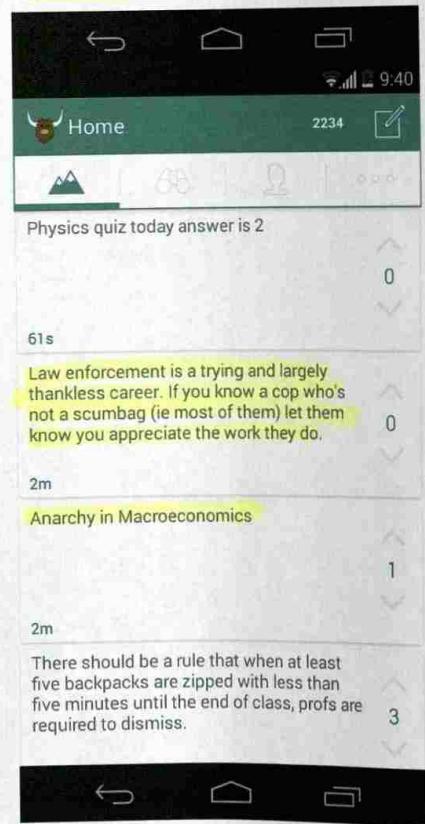 9:40
Home 2234
Physics quiz today answer is 2
0
61s
Law enforcement is a trying and largely
thankless career. If you know a cop who's
not a scumbag (ie most of them) let them
know you appreciate the work they do.
0
2m
Anarchy in Macroeconomics
1
2m
There should be a rule that when at least
five backpacks are zipped with less than
five minutes until the end of class, profs are
required to dismiss.
3